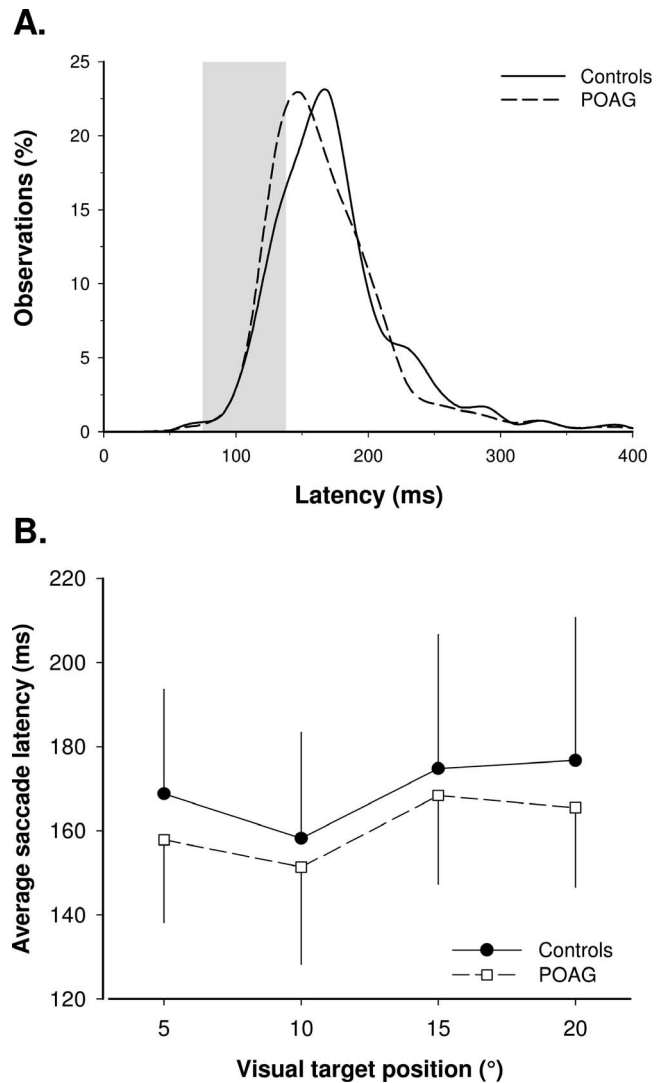 A.
25
20
15
10
5
0
Observations (%)
Controls
POAG
0 100 200 300 400
Latency (ms)
B.
220
200
180
160
140
120
Average saccade latency (ms)
Controls
POAG
5 10 15 20
Visual target position (°)